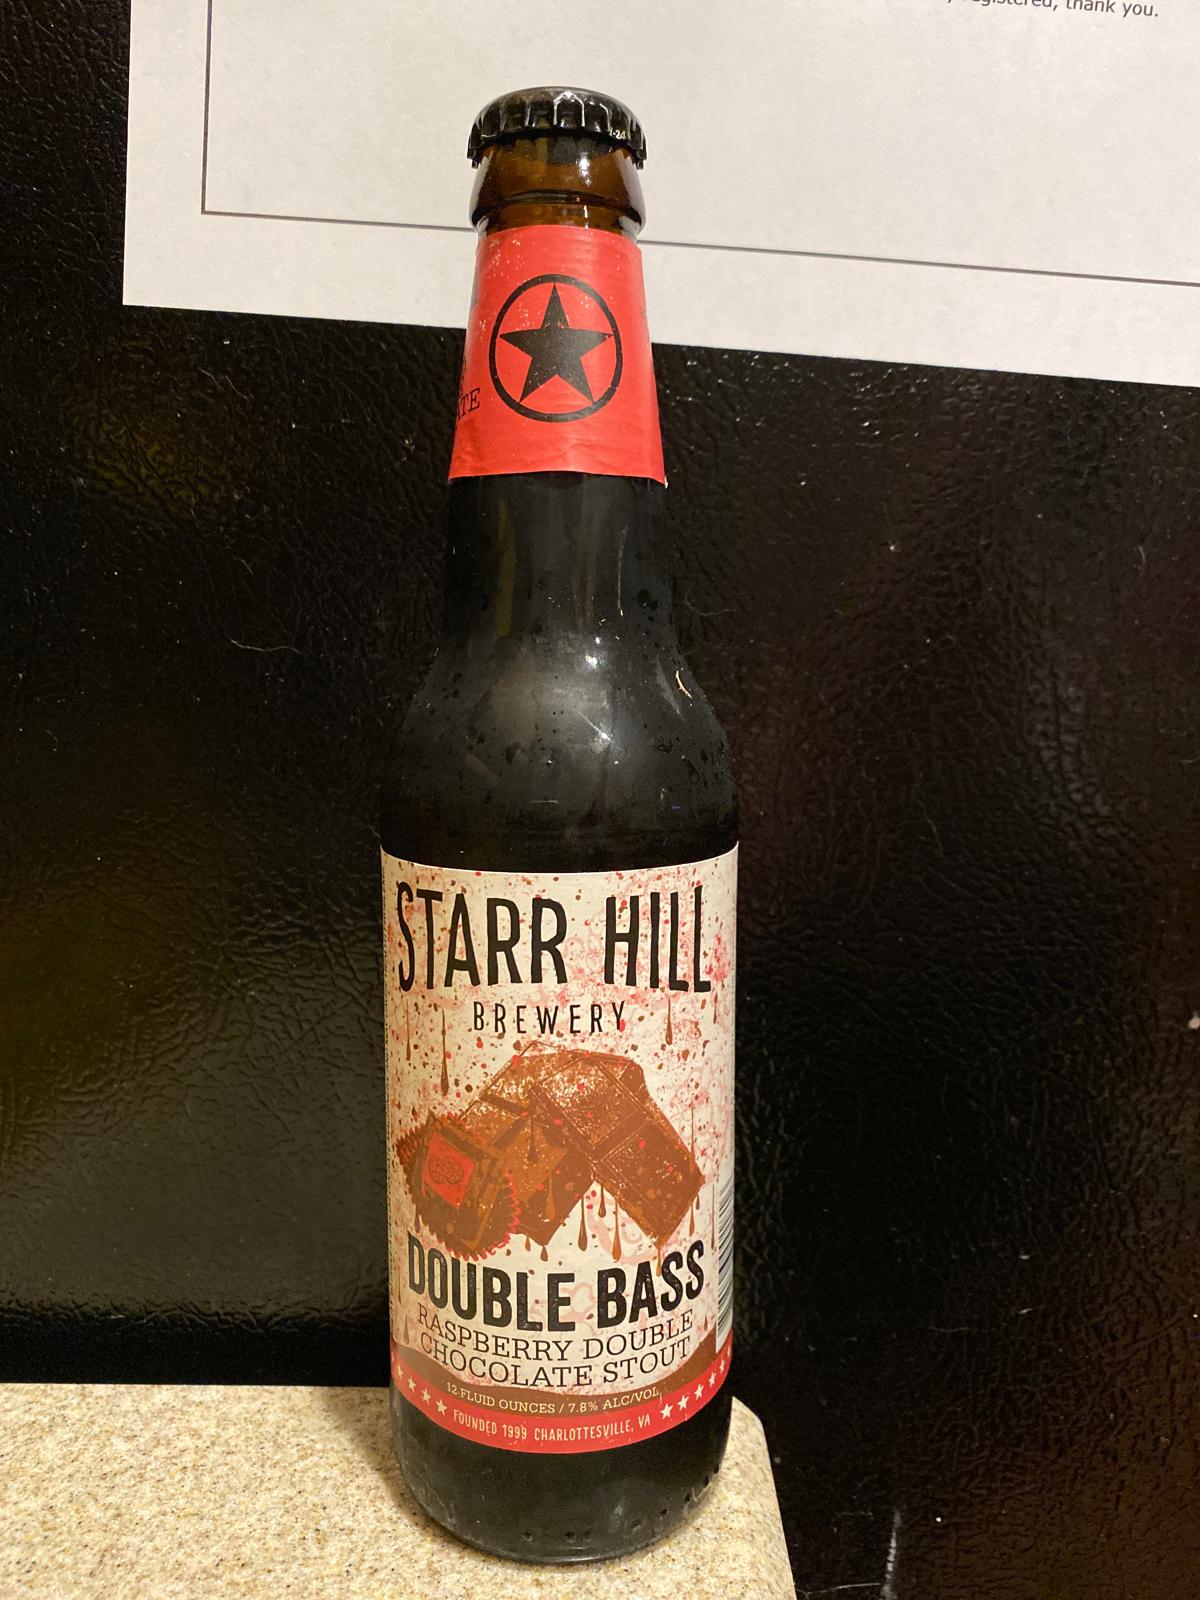 registered, thank you.
STARR HILL
BREWERY
DOUBLE BASS
RASPBERRY DOUBLE
CHOCOLATE STOUT
12 FLUID OUNCES / 7.8% ALC/VOL
FOUNDED 1999 CHARLOTTESVILLE, VA